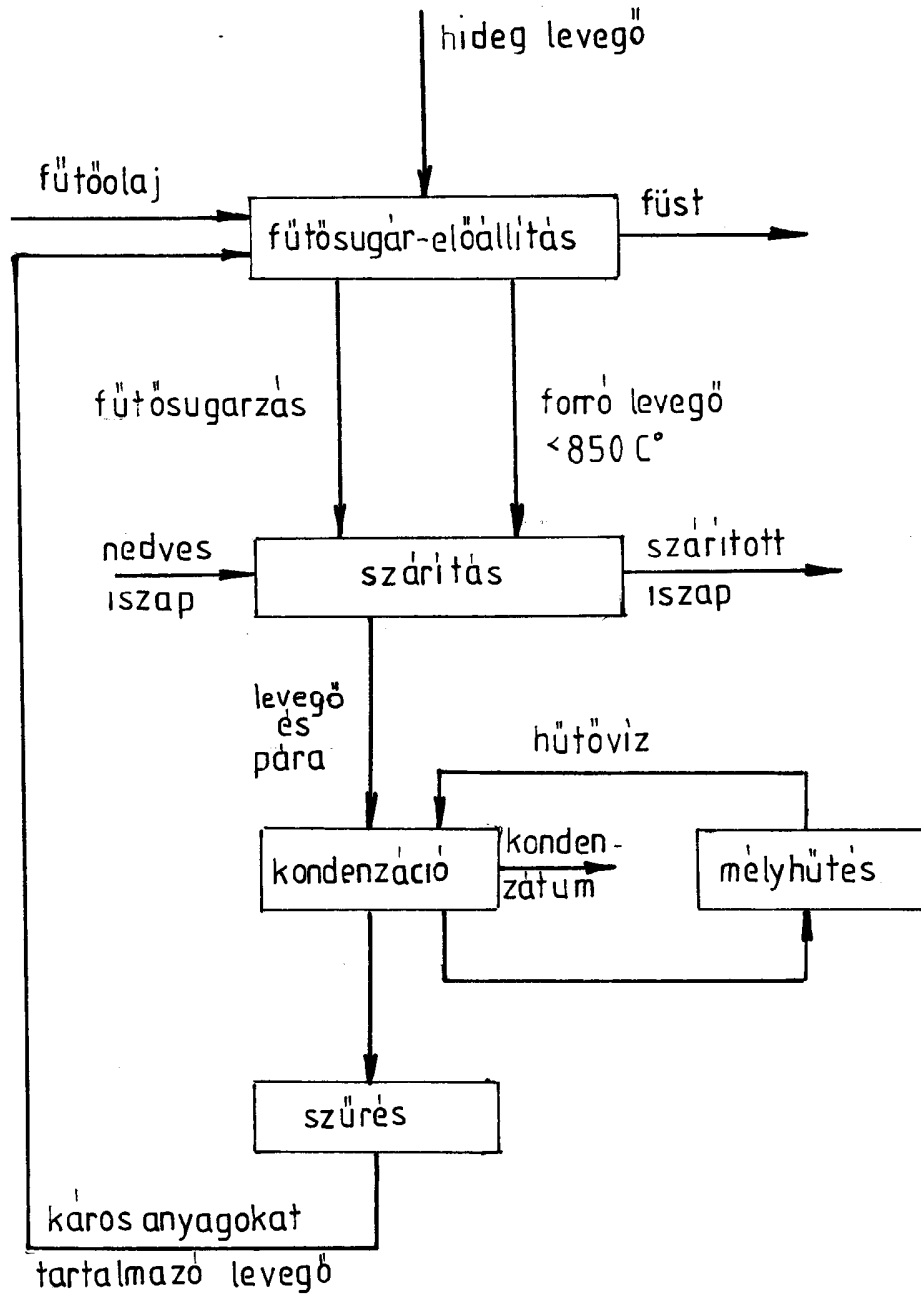 hideg levegő
fűtőolaj
fűtősugár-előállítás
füst
fűtősugarzás
forró levegő
<850 C°
nedves
iszap
szárítás
szárított
iszap
levegő
és
pára
hűtővíz
kondenzáció
konden-
zátum
mélyhűtés
szűrés
káros anyagokat
tartalmazó levegő